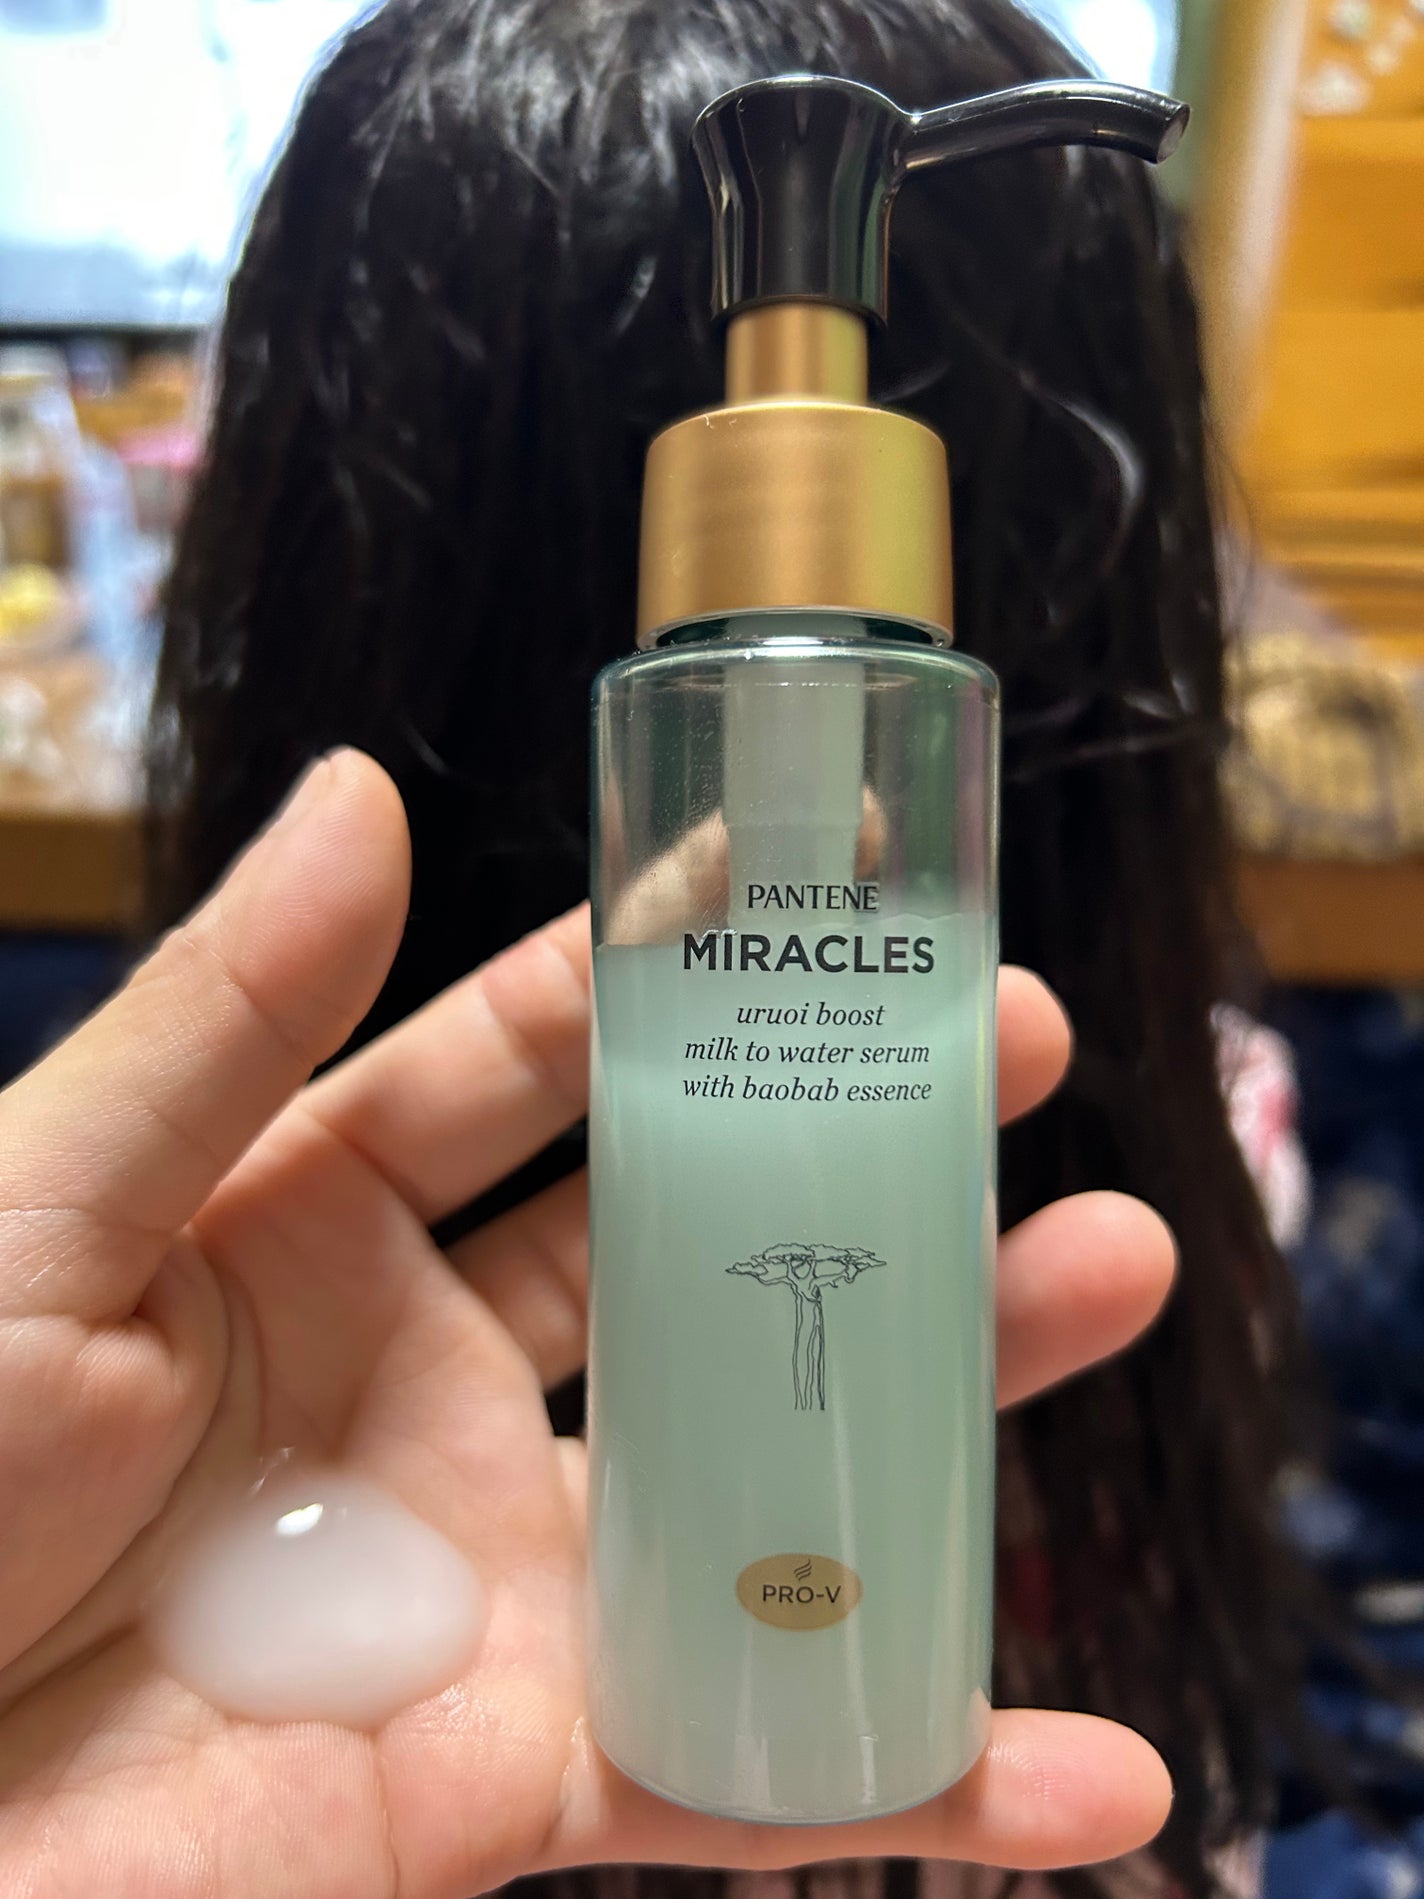 PANTENE
MIRACLES
uruoi boost
milk to water serum
with baobab essence
PRO-V